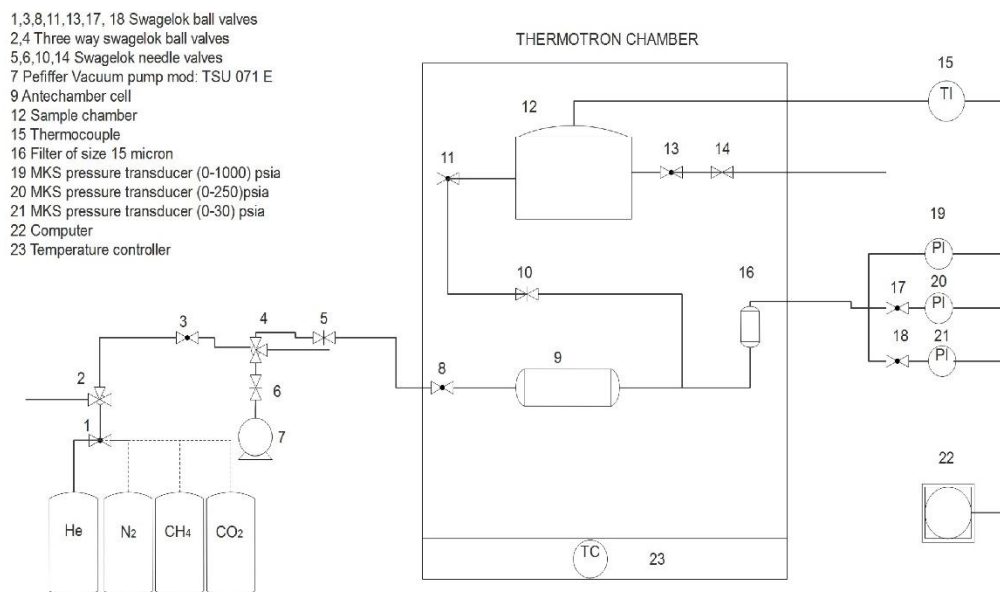 1,3,8,11,13,17, 18 Swagelok ball valves
2,4 Three way swagelok ball valves
5,6,10,14 Swagelok needle valves
7 Pefiffer Vacuum pump mod: TSU 071 E
9 Antechamber cell
12 Sample chamber
15 Thermocouple
16 Filter of size 15 micron
19 MKS pressure transducer (0-1000) psia
20 MKS pressure transducer (0-250)psia
21 MKS pressure transducer (0-30) psia
22 Computer
23 Temperature controller
THERMOTRON CHAMBER
15
TI
12
13
14
11
19
PI
10
16
17
20
PI
3
4
5
18
21
PI
8
9
2
6
1
7
22
He
N2
CH4
CO2
TC
23